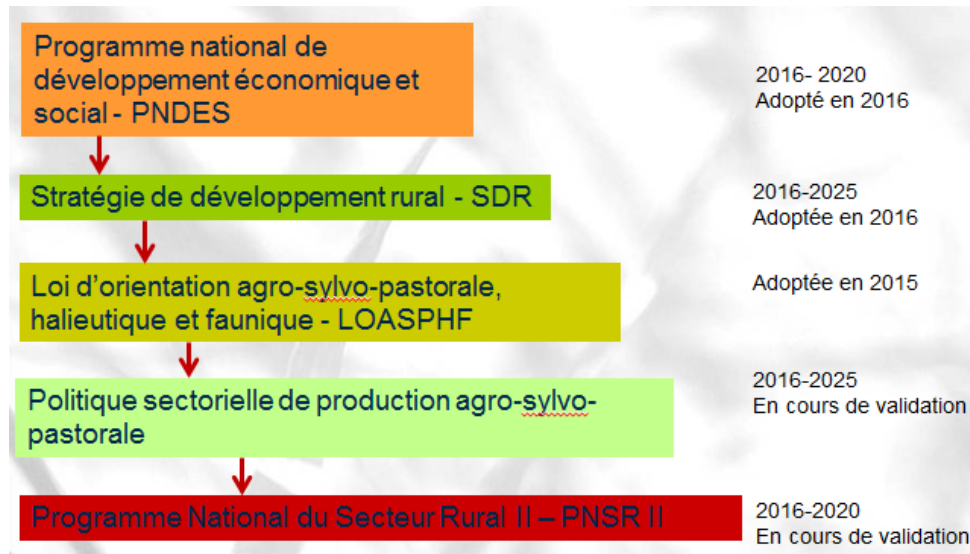 Programme national de
développement économique et
social - PNDES
2016- 2020
Adopté en 2016
Stratégie de développement rural - SDR
2016-2025
Adoptée en 2016
Loi d’orientation agro-sylvo-pastorale,
halieutique et faunique - LOASPHF
Adoptée en 2015
Politique sectorielle de production agro-sylvo-
pastorale
2016-2025
En cours de validation
Programme National du Secteur Rural II – PNSR II
2016-2020
En cours de validation